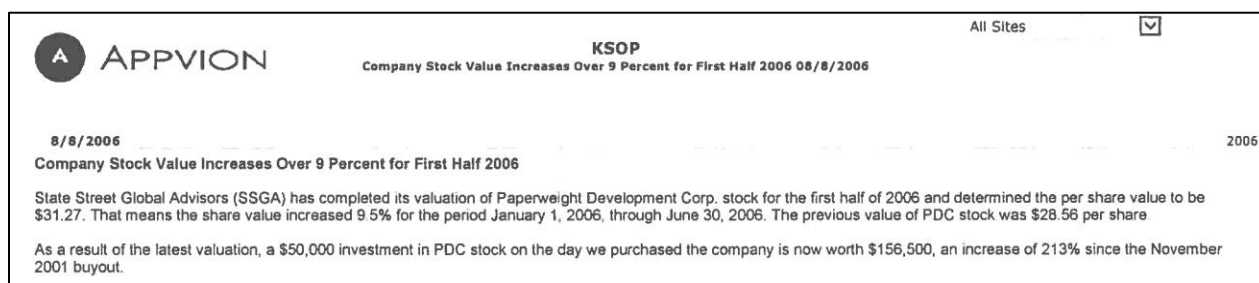 All Sites
A APPVION
KSOP
Company Stock Value Increases Over 9 Percent for First Half 2006 08/8/2006
8/8/2006
2006
Company Stock Value Increases Over 9 Percent for First Half 2006
State Street Global Advisors (SSGA) has completed its valuation of Paperweight Development Corp. stock for the first half of 2006 and determined the per share value to be
$31.27. That means the share value increased 9.5% for the period January 1, 2006, through June 30, 2006. The previous value of PDC stock was $28.56 per share.
As a result of the latest valuation, a $50,000 investment in PDC stock on the day we purchased the company is now worth $156,500, an increase of 213% since the November
2001 buyout.